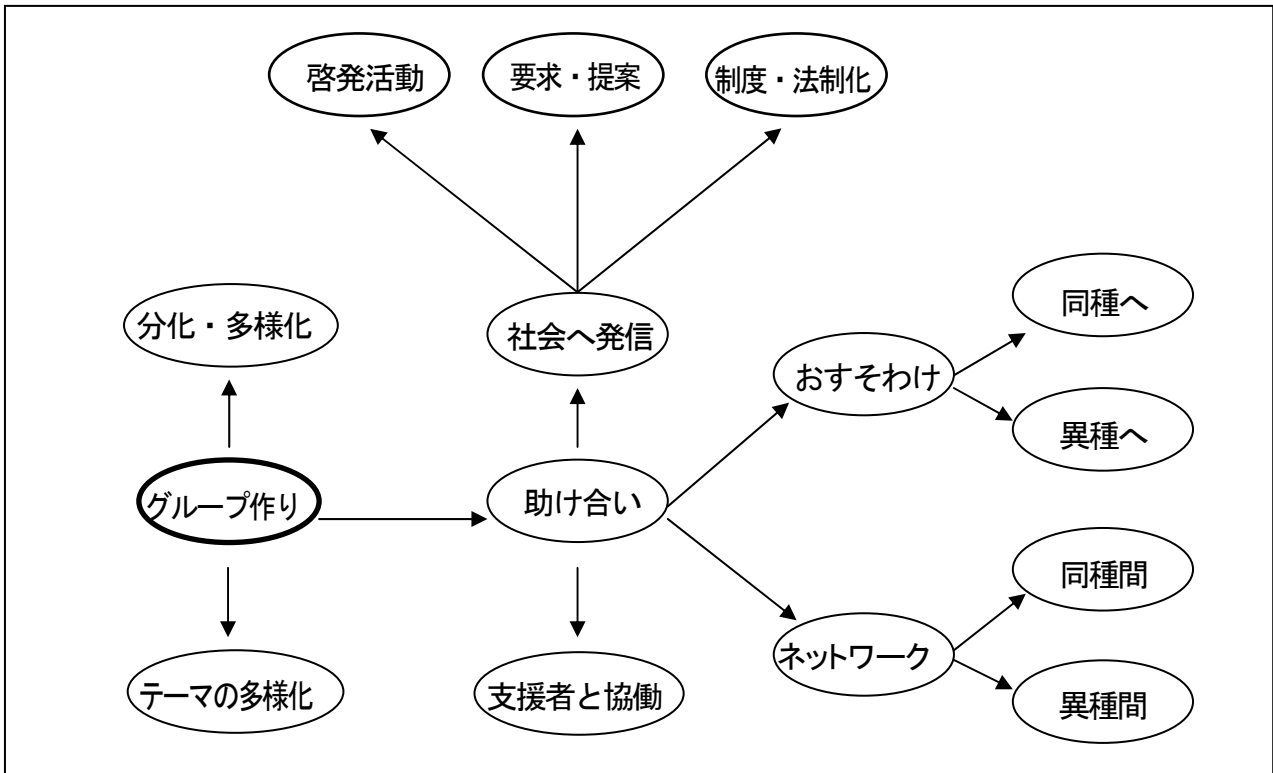 啓発活動
要求・提案
制度・法制化
分化・多様化
社会へ発信
おすそわけ
同種へ
異種へ
グループ作り
助け合い
テーマの多様化
支援者と協働
ネットワーク
同種間
異種間